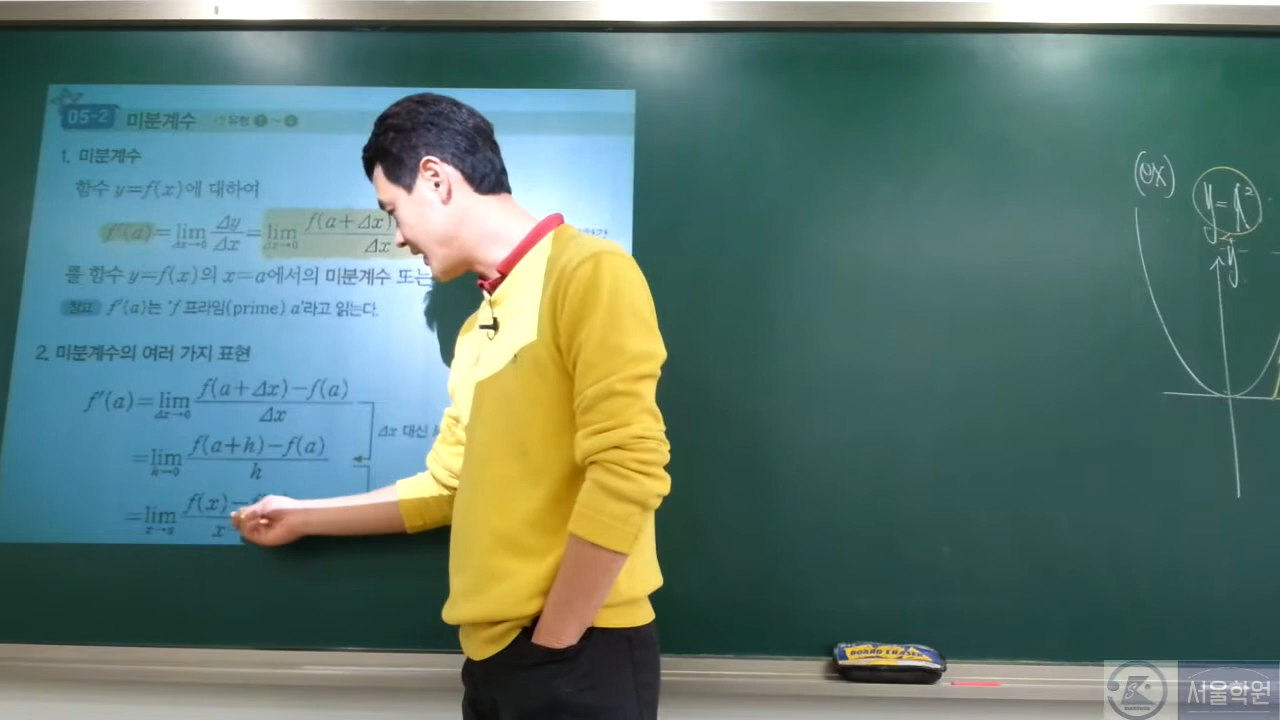 05-2 미분계수 유형
1. 미분계수
함수 y=f(x)에 대하여
f'(a)=lim Δx→0 Δy/Δx=lim Δx→0 f(a+Δx)/Δx
를 함수 y=f(x)의 x=a에서의 미분계수 또는
참고 f'(a)는 'f 프라임(prime) a'라고 읽는다.
2. 미분계수의 여러 가지 표현
f'(a)=lim Δx→0 f(a+Δx)-f(a)/Δx
Δx 대신
=lim h→0 f(a+h)-f(a)/h
=lim x→a f(x)-
(ex) y=x²
y
BOARD ERASER
서울학원